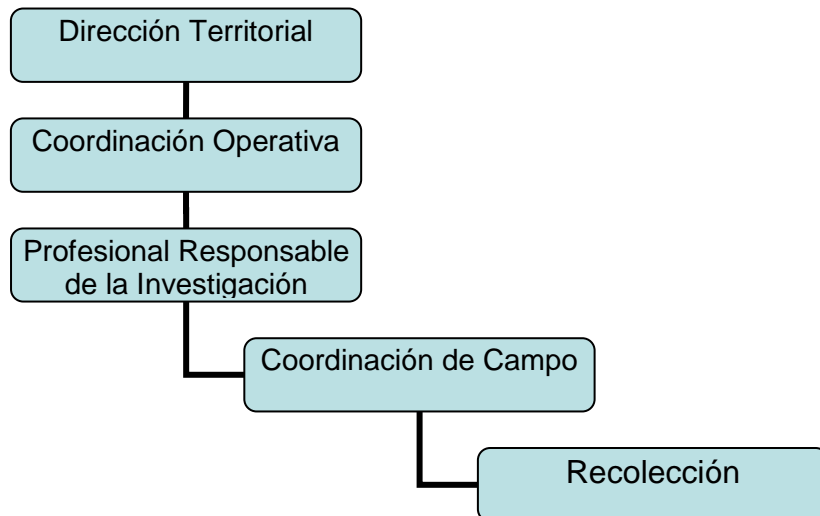 Dirección Territorial
Coordinación Operativa
Profesional Responsable
de la Investigación
Coordinación de Campo
Recolección